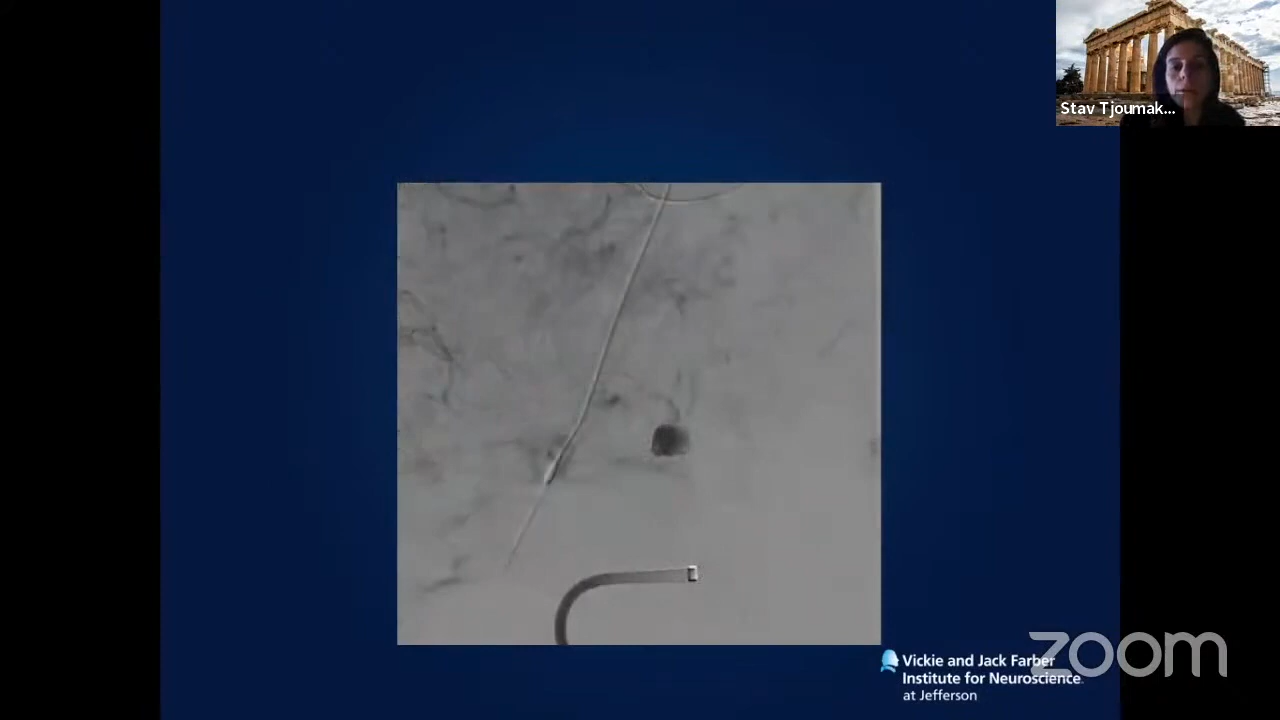 Stav Tjoumak...
Vickie and Jack Farber
Institute for Neuroscience
at Jefferson
zoom